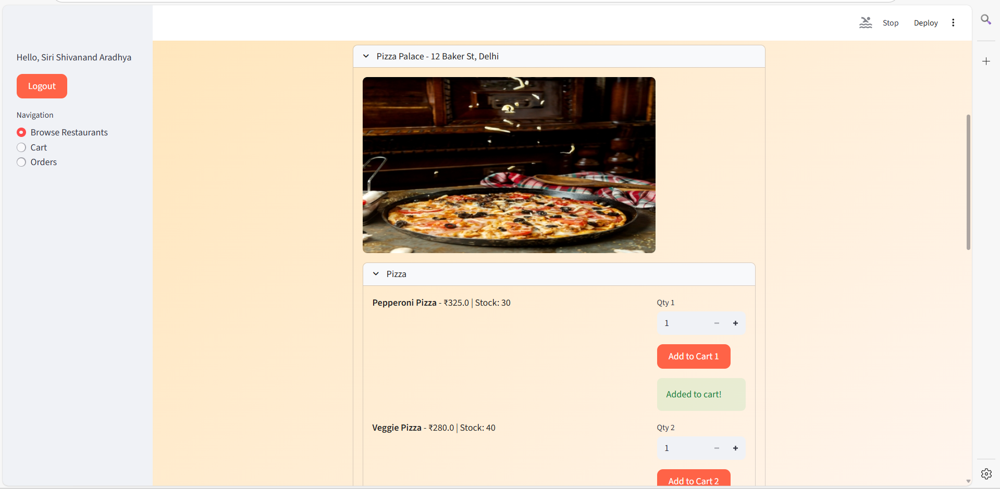 Stop
Deploy
Hello, Siri Shivanand Aradhya
Logout
Navigation
Browse Restaurants
Cart
Orders
Pizza Palace - 12 Baker St, Delhi
Pizza
Pepperoni Pizza - ₹325.0 | Stock: 30
Qty 1
1
Add to Cart 1
Added to cart!
Veggie Pizza - ₹280.0 | Stock: 40
Qty 2
1
Add to Cart 2